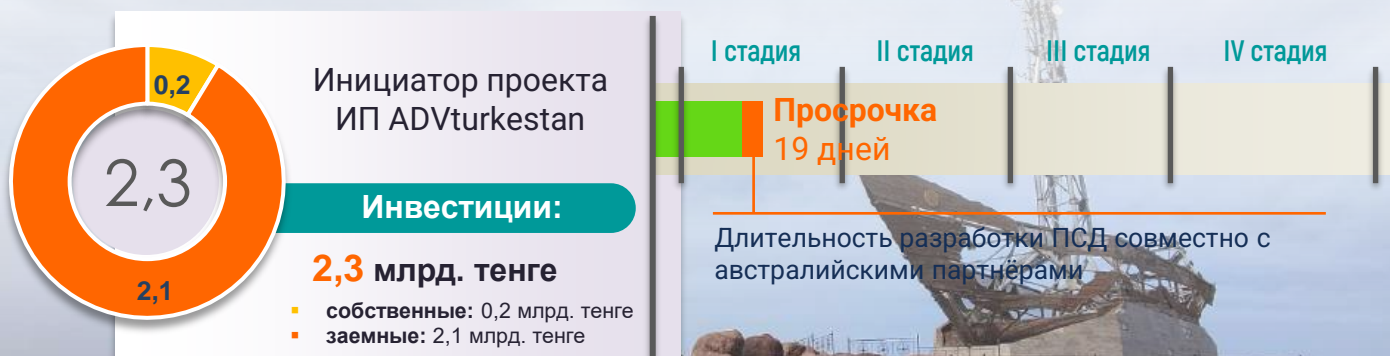 0,2
2,3
2,1
Инициатор проекта
ИП ADVturkestan
Инвестиции:
2,3 млрд. тенге
собственные: 0,2 млрд. тенге
заемные: 2,1 млрд. тенге
I стадия
II стадия
III стадия
IV стадия
Просрочка
19 дней
Длительность разработки ПСД совместно с
австралийскими партнёрами